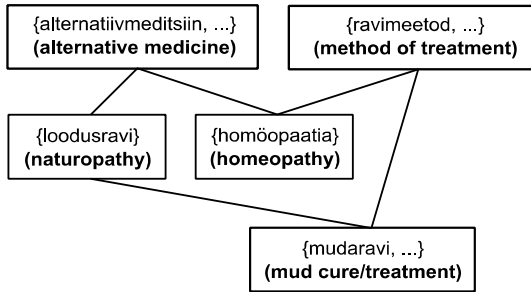 {alternatiivmeditsiin, ...}
(alternative medicine)
{ravimeetod, ...}
(method of treatment)
{loodusravi}
(naturopathy)
{homöopaatia}
(homeopathy)
{mudaravi, ...}
(mud cure/treatment)